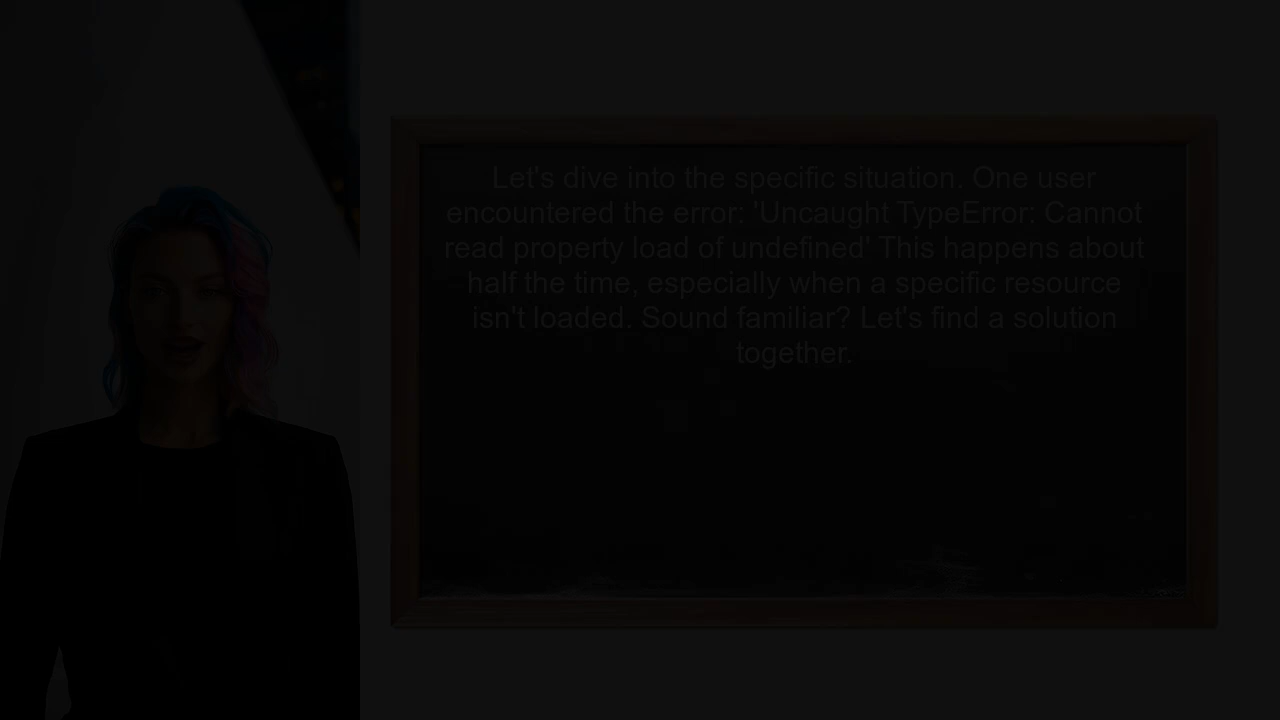 Let's dive into the specific situation. One user
encountered the error: 'Uncaught TypeError: Cannot
read property load of undefined' This happens about
half the time, especially when a specific resource
isn't loaded. Sound familiar? Let's find a solution
together.